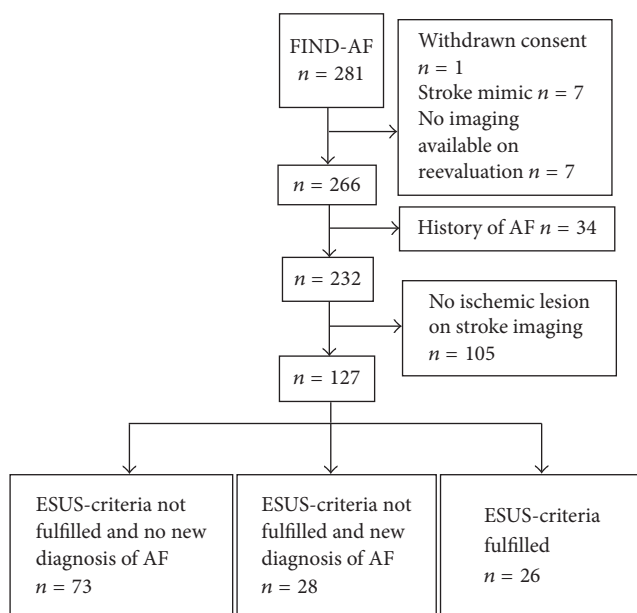 FIND-AF
n = 281
Withdrawn consent
n = 1
Stroke mimic n = 7
No imaging
available on
reevaluation n = 7
n = 266
History of AF n = 34
n = 232
No ischemic lesion
on stroke imaging
n = 105
n = 127
ESUS-criteria not
fulfilled and no new
diagnosis of AF
n = 73
ESUS-criteria not
fulfilled and new
diagnosis of AF
n = 28
ESUS-criteria
fulfilled
n = 26